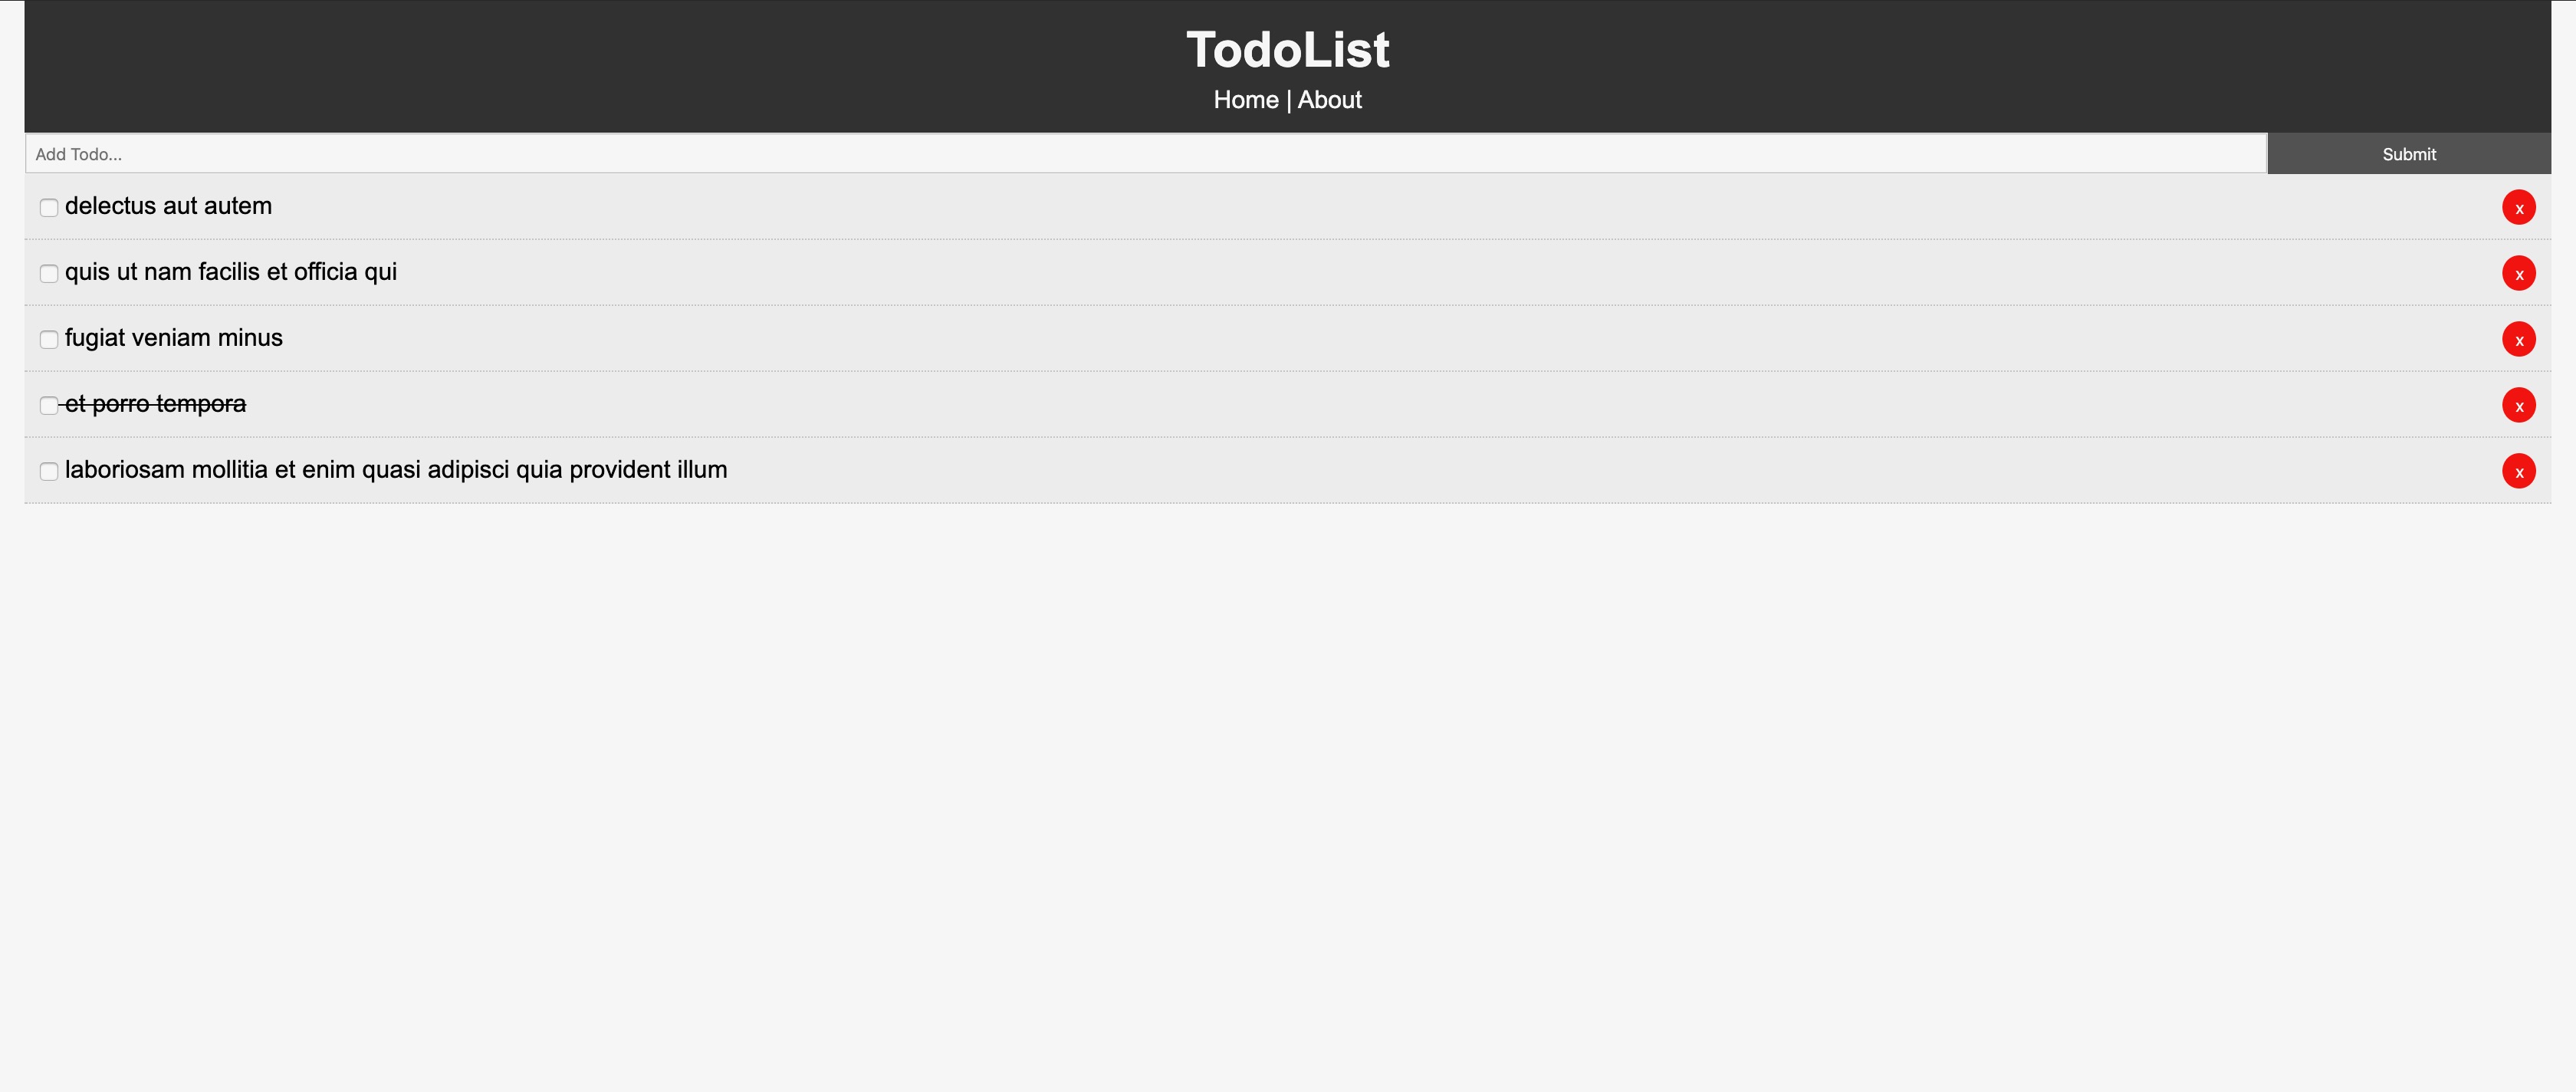 TodoList
Home | About
Add Todo...
Submit
delectus aut autem
x
quis ut nam facilis et officia qui
x
fugiat veniam minus
x
et porro tempora
x
laboriosam mollitia et enim quasi adipisci quia provident illum
x